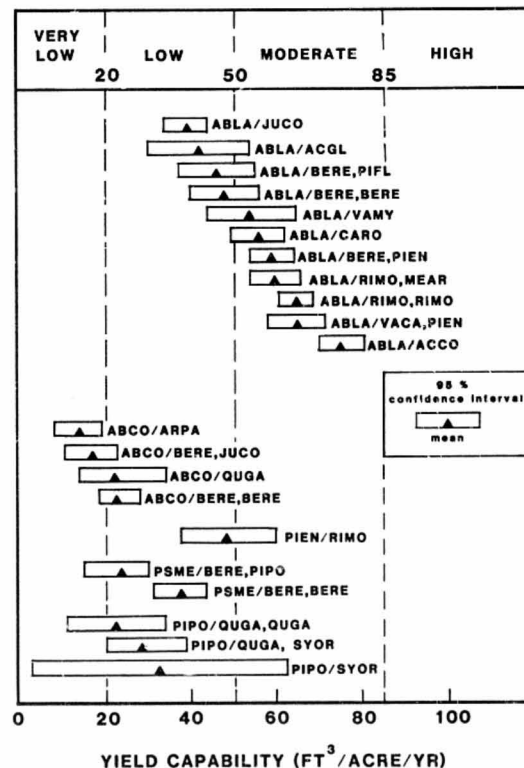 VERY LOW
LOW
MODERATE
HIGH
20
50
85
ABLA/JUCO
ABLA/ACGL
ABLA/BERE,PIFL
ABLA/BERE,BERE
ABLA/VAMY
ABLA/CARO
ABLA/BERE,PIEN
ABLA/RIMO,MEAR
ABLA/RIMO,RIMO
ABLA/VACA,PIEN
ABLA/ACCO
95 %
confidence interval
mean
ABCO/ARPA
ABCO/BERE,JUCO
ABCO/QUGA
ABCO/BERE,BERE
PIEN/RIMO
PSME/BERE,PIPO
PSME/BERE,BERE
PIPO/QUGA,QUGA
PIPO/QUGA, SYOR
PIPO/SYOR
0 20 40 60 80 100
YIELD CAPABILITY (FT³/ACRE/YR)